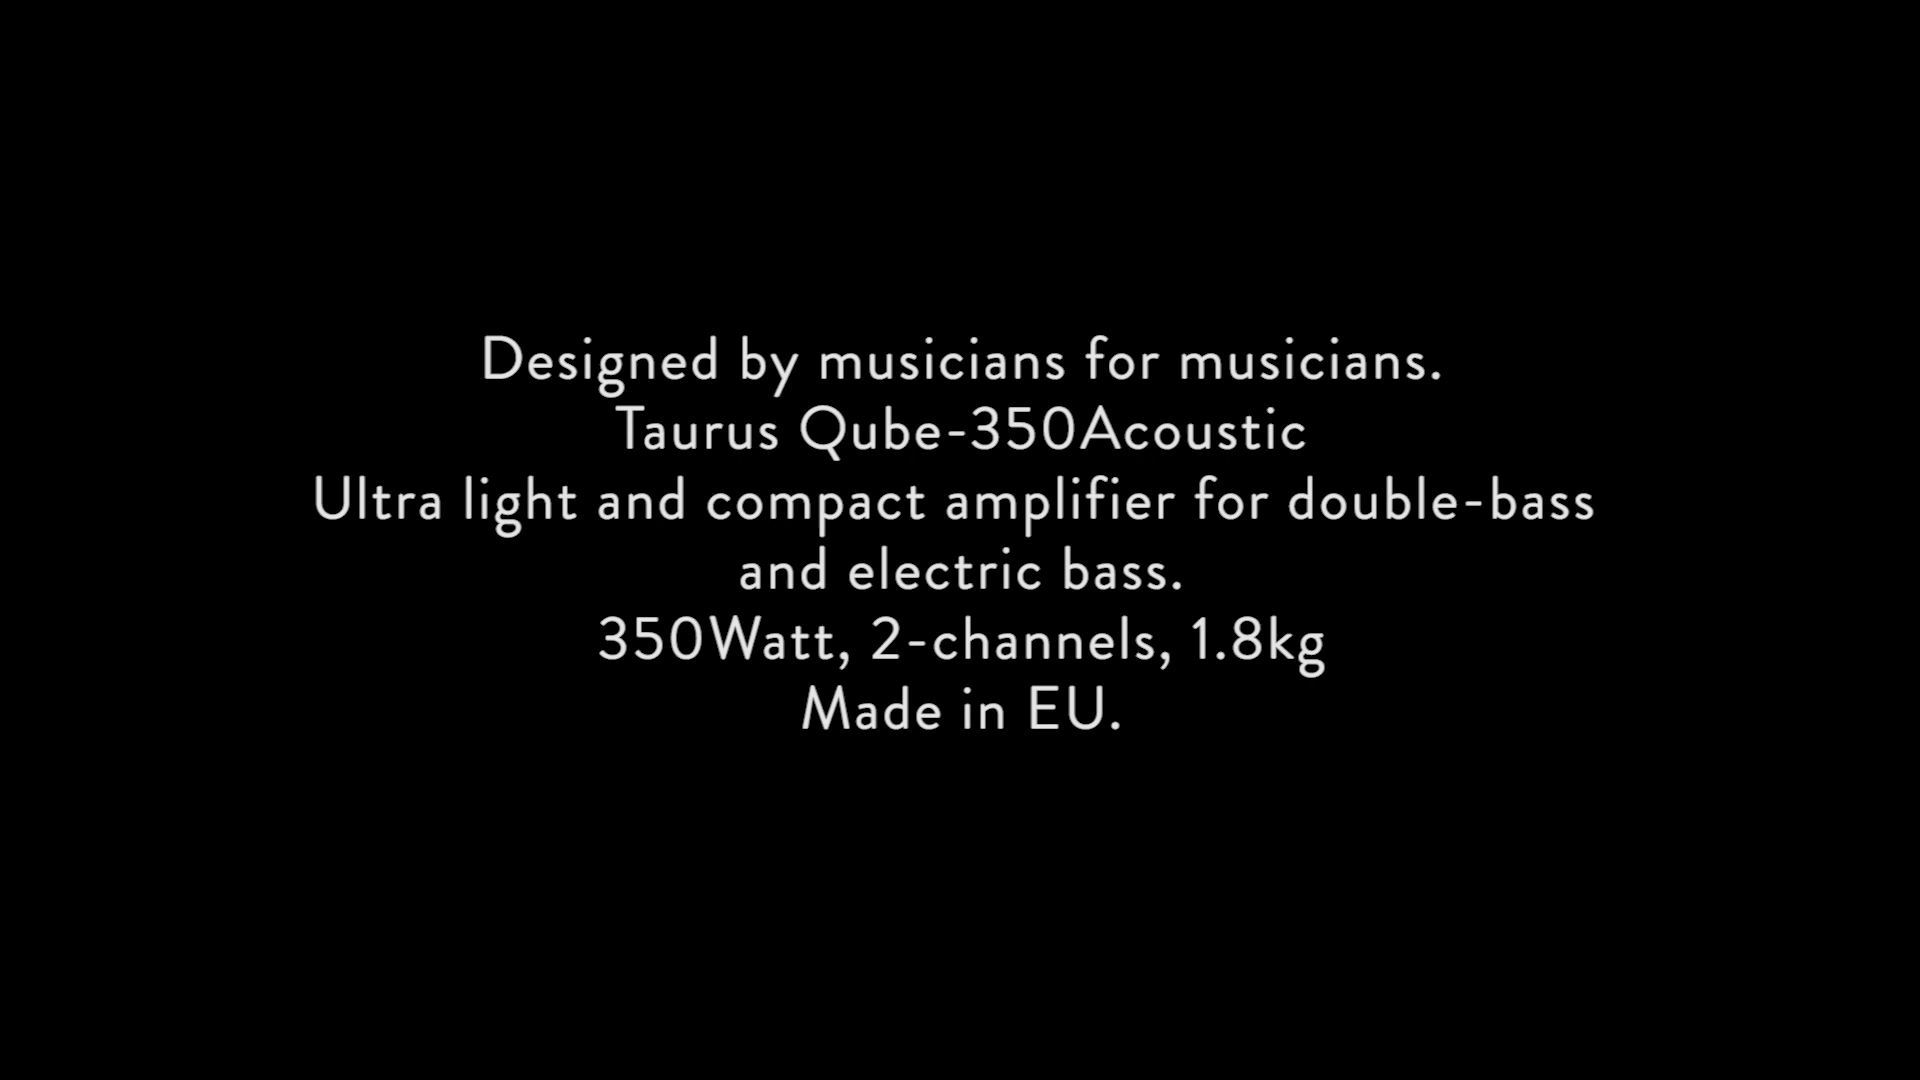 Designed by musicians for musicians.
Taurus Qube-350Acoustic
Ultra light and compact amplifier for double-bass
and electric bass.
350Watt, 2-channels, 1.8kg
Made in EU.